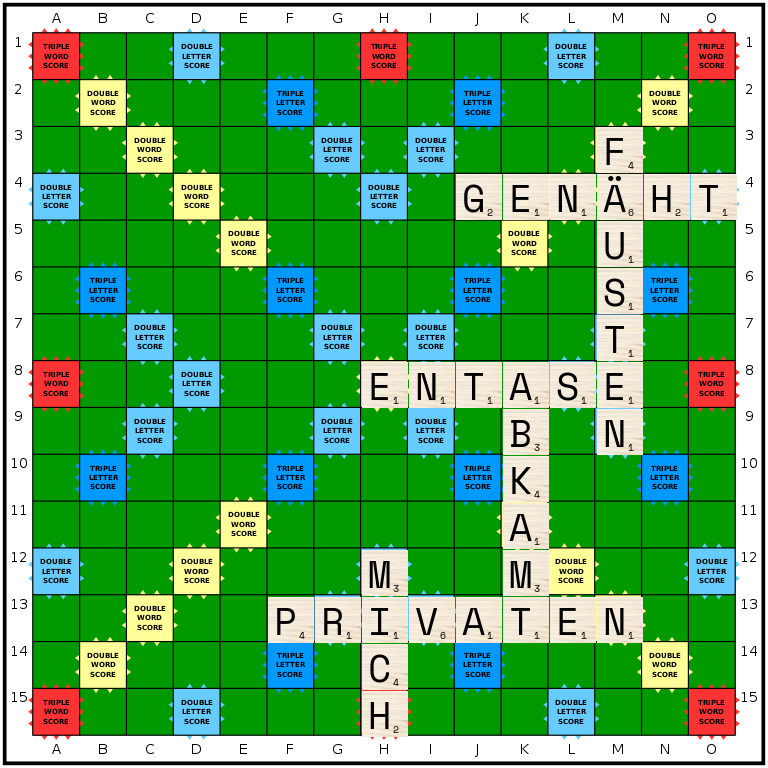 A B C D E F G H I J K L M N O
1 TRIPLE WORD SCORE DOUBLE LETTER SCORE TRIPLE WORD SCORE DOUBLE LETTER SCORE TRIPLE WORD SCORE 1
2 DOUBLE WORD SCORE TRIPLE LETTER SCORE TRIPLE LETTER SCORE DOUBLE WORD SCORE 2
3 DOUBLE WORD SCORE DOUBLE LETTER SCORE DOUBLE LETTER SCORE F4 3
4 DOUBLE LETTER SCORE DOUBLE WORD SCORE DOUBLE LETTER SCORE G2 E1 N1 Ä6 H2 T1 4
5 DOUBLE WORD SCORE DOUBLE WORD SCORE U1 5
6 TRIPLE LETTER SCORE TRIPLE LETTER SCORE TRIPLE LETTER SCORE S1 TRIPLE LETTER SCORE 6
7 DOUBLE LETTER SCORE DOUBLE LETTER SCORE DOUBLE LETTER SCORE T1 7
8 TRIPLE WORD SCORE DOUBLE LETTER SCORE E1 N1 T1 A1 S1 E1 TRIPLE WORD SCORE 8
9 DOUBLE LETTER SCORE DOUBLE LETTER SCORE DOUBLE LETTER SCORE B3 N1 9
10 TRIPLE LETTER SCORE TRIPLE LETTER SCORE TRIPLE LETTER SCORE K4 TRIPLE LETTER SCORE 10
11 DOUBLE WORD SCORE A1 11
12 DOUBLE LETTER SCORE DOUBLE WORD SCORE M3 M3 DOUBLE WORD SCORE DOUBLE LETTER SCORE 12
13 DOUBLE WORD SCORE P4 R1 I1 V6 A1 T1 E1 N1 13
14 DOUBLE WORD SCORE TRIPLE LETTER SCORE C4 TRIPLE LETTER SCORE DOUBLE WORD SCORE 14
15 TRIPLE WORD SCORE DOUBLE LETTER SCORE H2 DOUBLE LETTER SCORE TRIPLE WORD SCORE 15
A B C D E F G H I J K L M N O